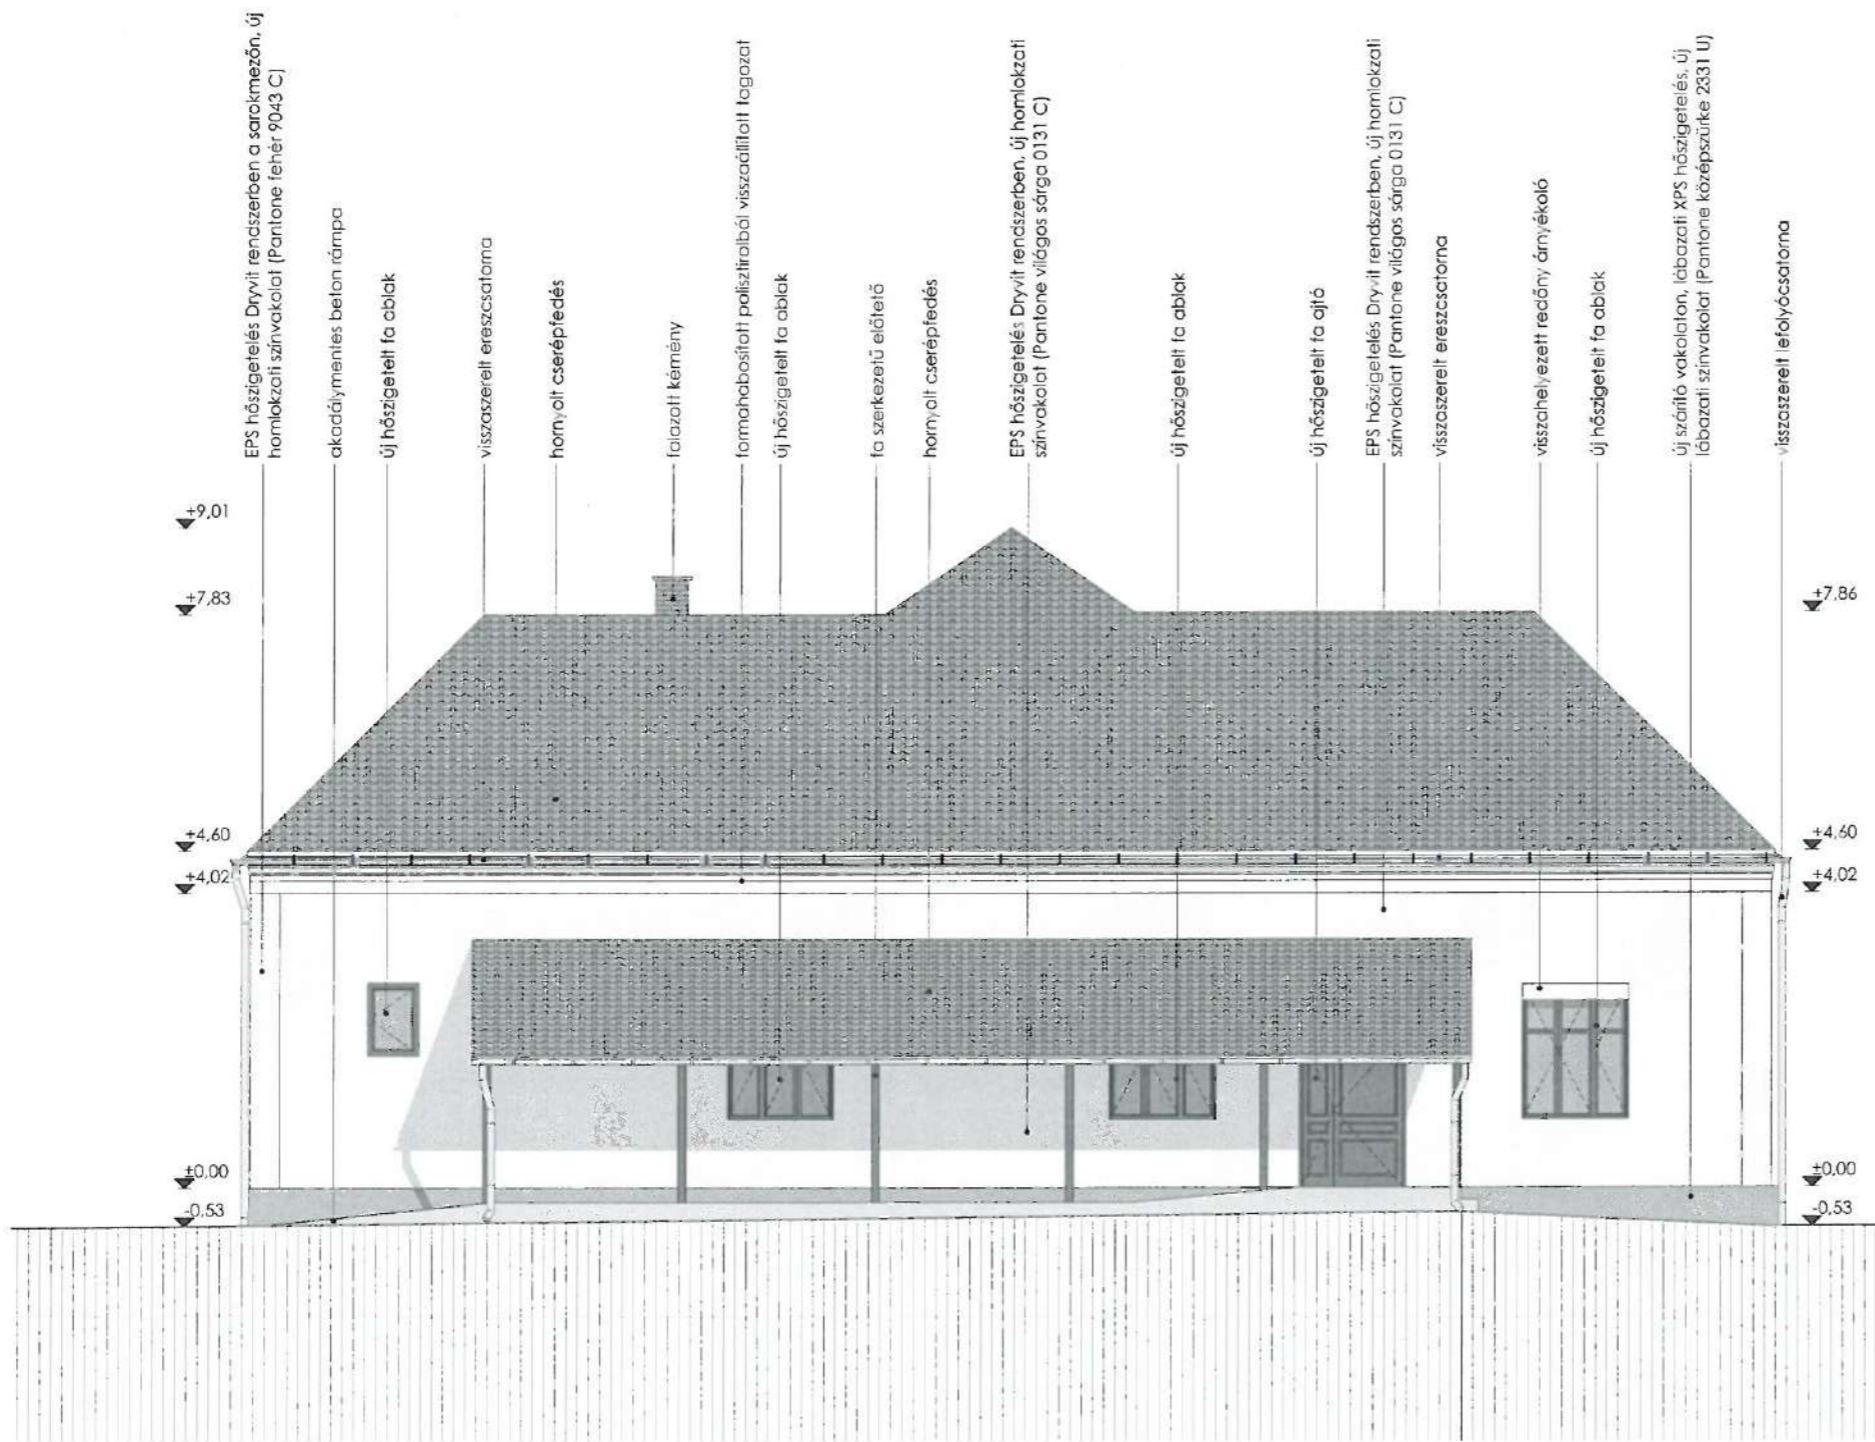 EPS hőszigetelés Dryvit rendszerben a sarokmezőn, új
homlokzati színvakolat (Pantone fehér 9043 C)
akadálymentes beton rámpa
új hőszigetelt fa ablak
visszaszerelt ereszcsatorna
hornyolt cserépfedés
falazott kémény
formahabosított polisztirolból visszaállított tagozat
új hőszigetelt fa ablak
fa szerkezetű előtető
hornyolt cserépfedés
EPS hőszigetelés Dryvit rendszerben, új homlokzati
színvakolat (Pantone világos sárga 0131 C)
új hőszigetelt fa ablak
új hőszigetelt fa ajtó
EPS hőszigetelés Dryvit rendszerben, új homlokzati
színvakolat (Pantone világos sárga 0131 C)
visszaszerelt ereszcsatorna
visszahelyezett redőny árnyékoló
új hőszigetelt fa ablak
új szárító vakolaton, lábazati XPS hőszigetelés, új
lábazati színvakolat (Pantone középszürke 2331 U)
visszaszerelt lefolyócsatorna
+9,01
+7,83
+7,86
+4,60
+4,60
+4,02
+4,02
±0,00
±0,00
-0,53
-0,53